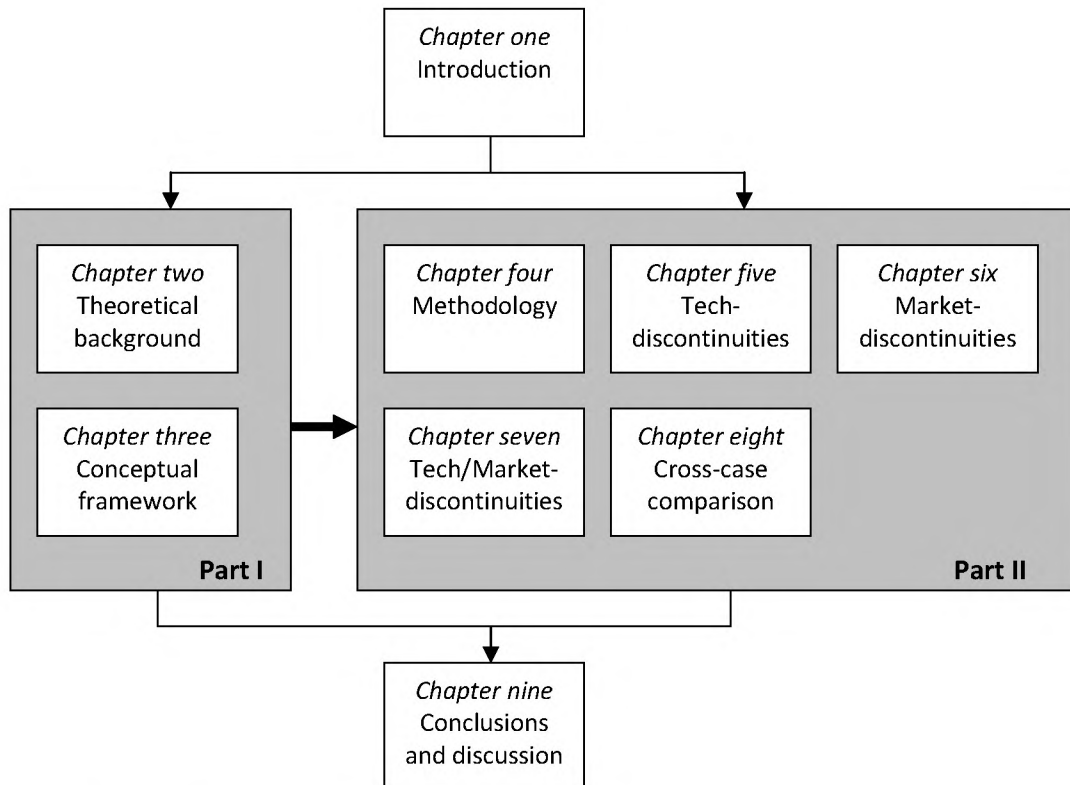 Chapter one
Introduction
Chapter two
Theoretical
background
Chapter three
Conceptual
framework
Part I
Chapter four
Methodology
Chapter five
Tech-
discontinuities
Chapter six
Market-
discontinuities
Chapter seven
Tech/Market-
discontinuities
Chapter eight
Cross-case
comparison
Part II
Chapter nine
Conclusions
and discussion